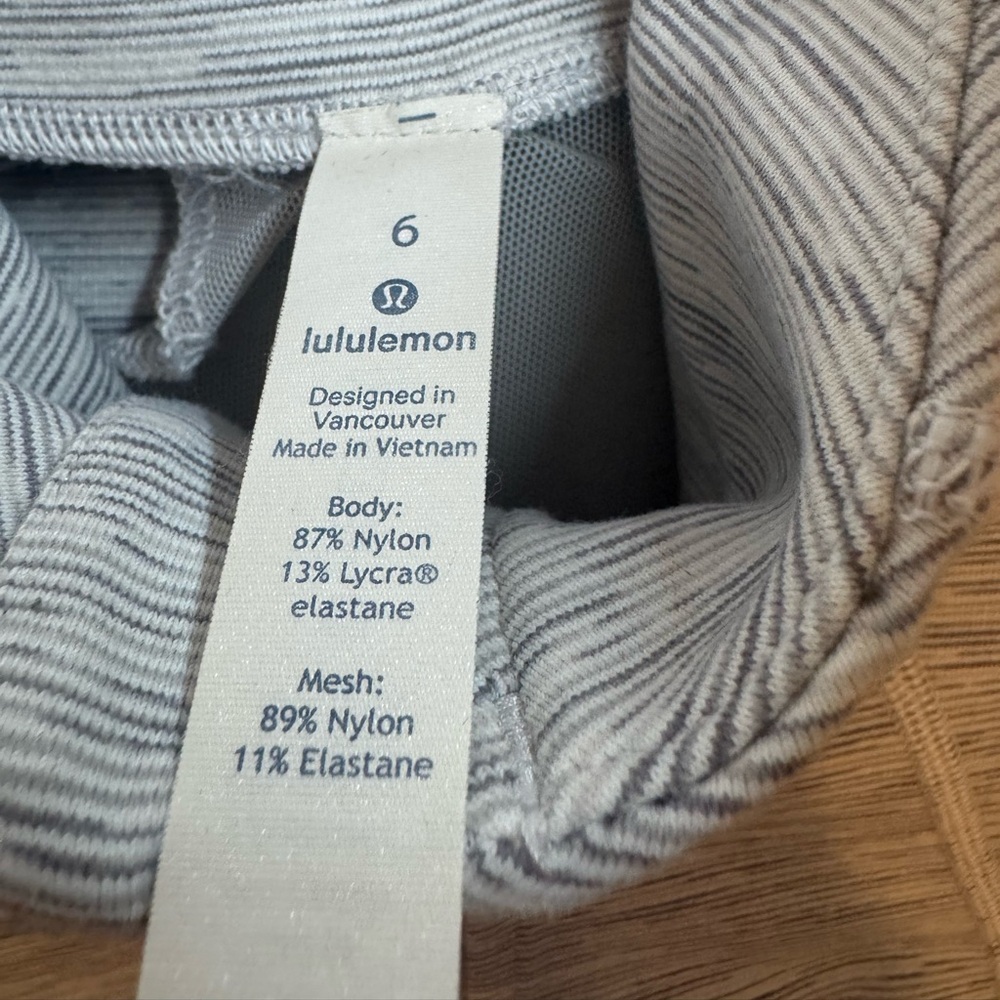 6
lululemon
Designed in
Vancouver
Made in Vietnam
Body:
87% Nylon
13% Lycra®
elastane
Mesh:
89% Nylon
11% Elastane